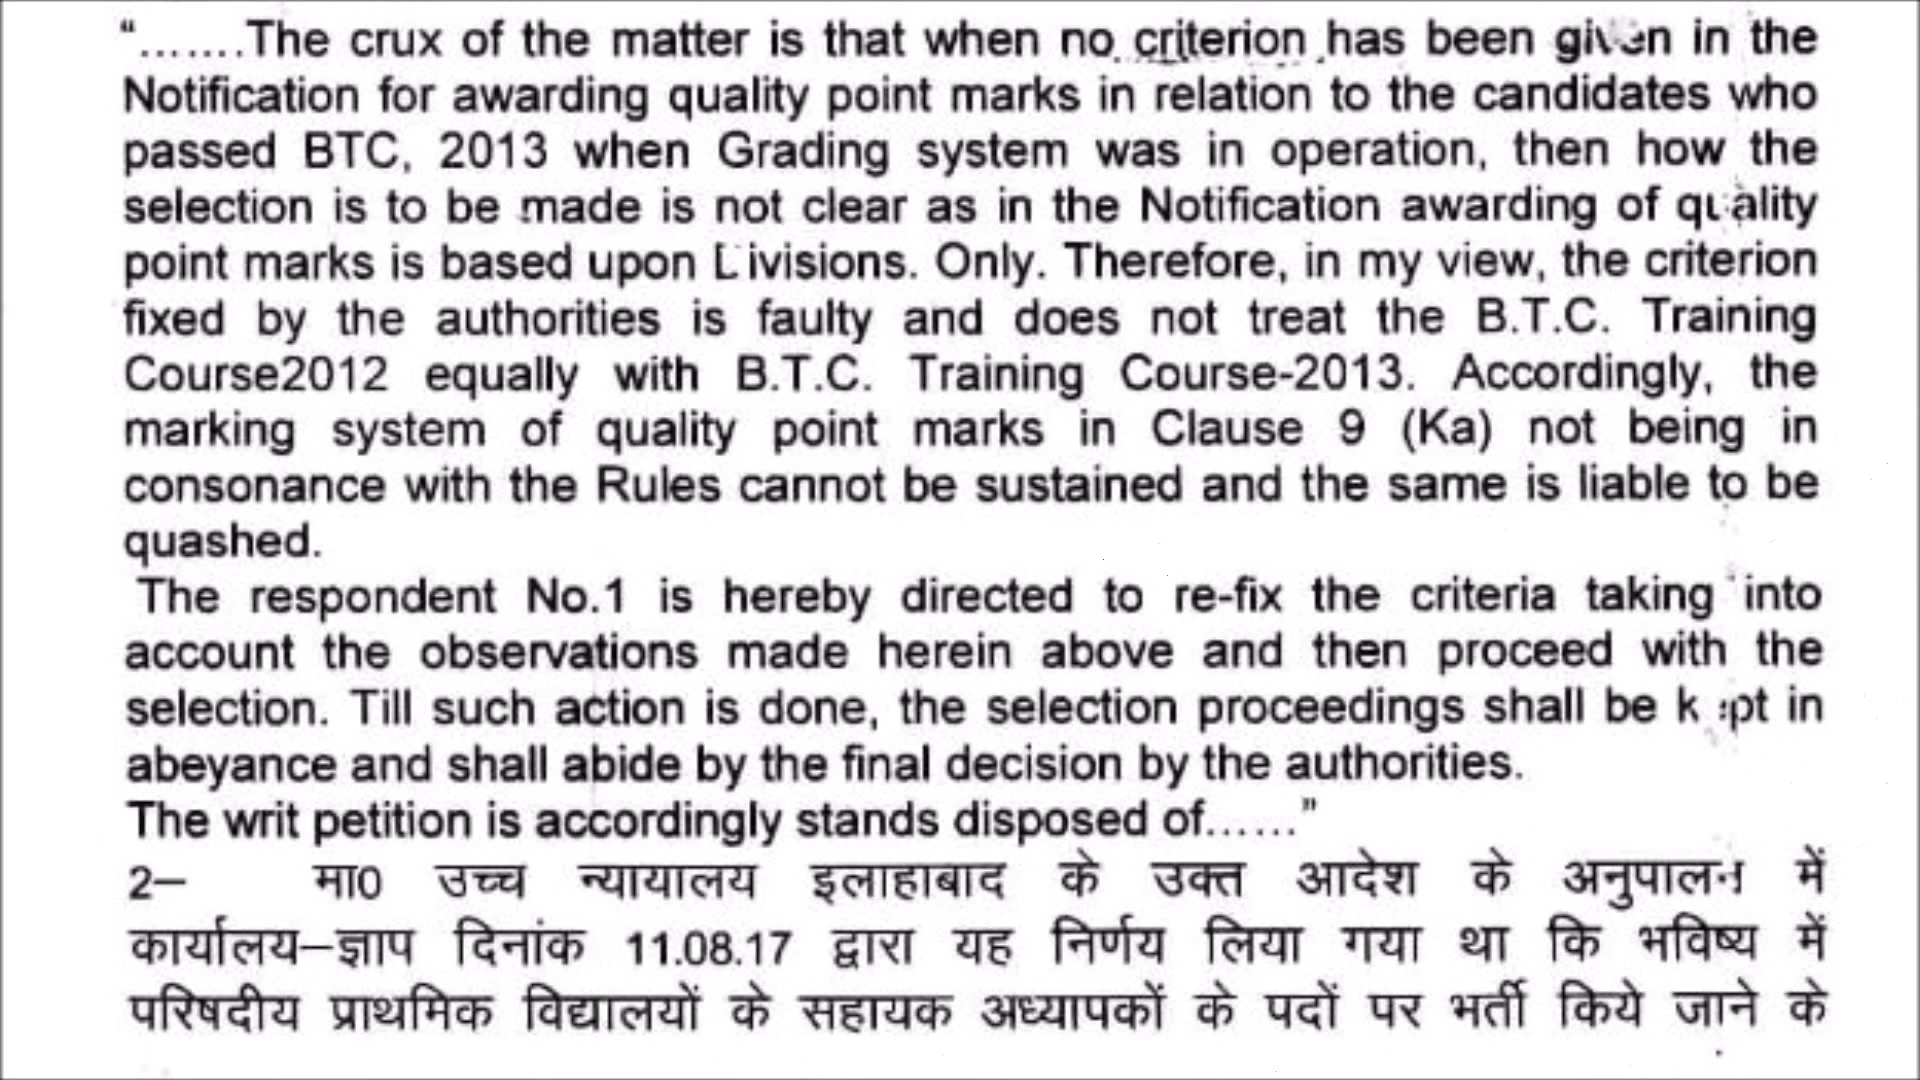 “.......The crux of the matter is that when no criterion has been given in the
Notification for awarding quality point marks in relation to the candidates who
passed BTC, 2013 when Grading system was in operation, then how the
selection is to be made is not clear as in the Notification awarding of quality
point marks is based upon Divisions. Only. Therefore, in my view, the criterion
fixed by the authorities is faulty and does not treat the B.T.C. Training
Course2012 equally with B.T.C. Training Course-2013. Accordingly, the
marking system of quality point marks in Clause 9 (Ka) not being in
consonance with the Rules cannot be sustained and the same is liable to be
quashed.
The respondent No.1 is hereby directed to re-fix the criteria taking into
account the observations made herein above and then proceed with the
selection. Till such action is done, the selection proceedings shall be kept in
abeyance and shall abide by the final decision by the authorities.
The writ petition is accordingly stands disposed of......”
2– मा0 उच्च न्यायालय इलाहाबाद के उक्त आदेश के अनुपालन में
कार्यालय–ज्ञाप दिनांक 11.08.17 द्वारा यह निर्णय लिया गया था कि भविष्य में
परिषदीय प्राथमिक विद्यालयों के सहायक अध्यापकों के पदों पर भर्ती किये जाने के